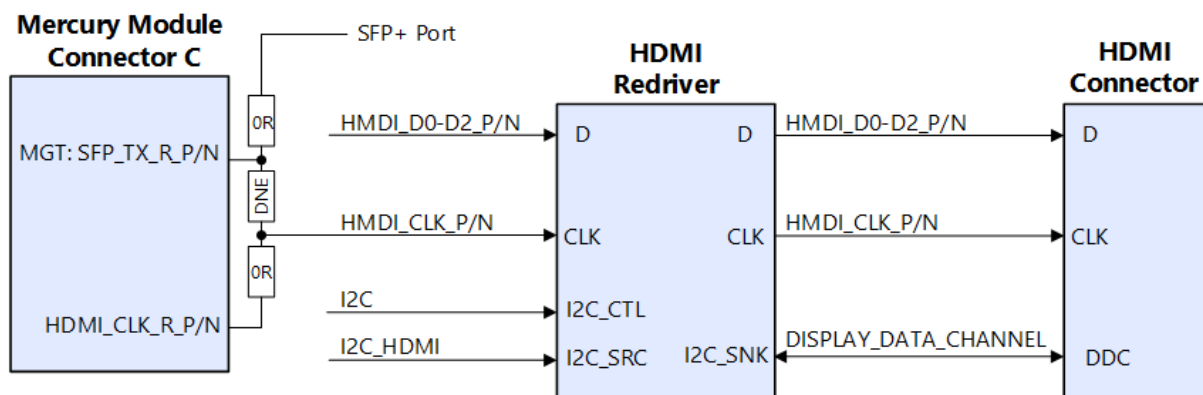 Mercury Module
Connector C
SFP+ Port
HDMI
Redriver
HDMI
Connector
0R
HMDI_D0-D2_P/N
D
D
HMDI_D0-D2_P/N
D
MGT: SFP_TX_R_P/N
DNE
HMDI_CLK_P/N
CLK
CLK
HMDI_CLK_P/N
CLK
0R
I2C
I2C_CTL
HDMI_CLK_R_P/N
I2C_HDMI
I2C_SRC
I2C_SNK
DISPLAY_DATA_CHANNEL
DDC